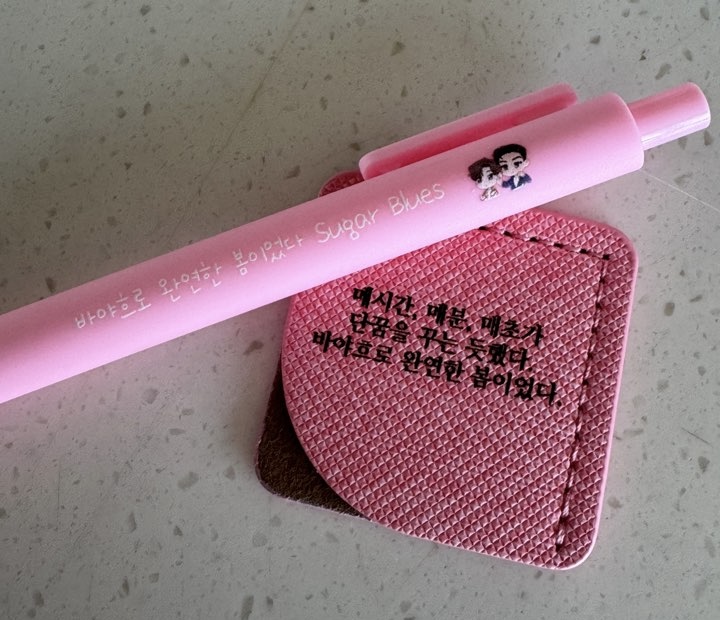 바야흐로 완연한 봄이었다 Sugar Blues
매시간, 매분, 매초가
단꿈을 꾸는 듯했다.
바야흐로 완연한 봄이었다.